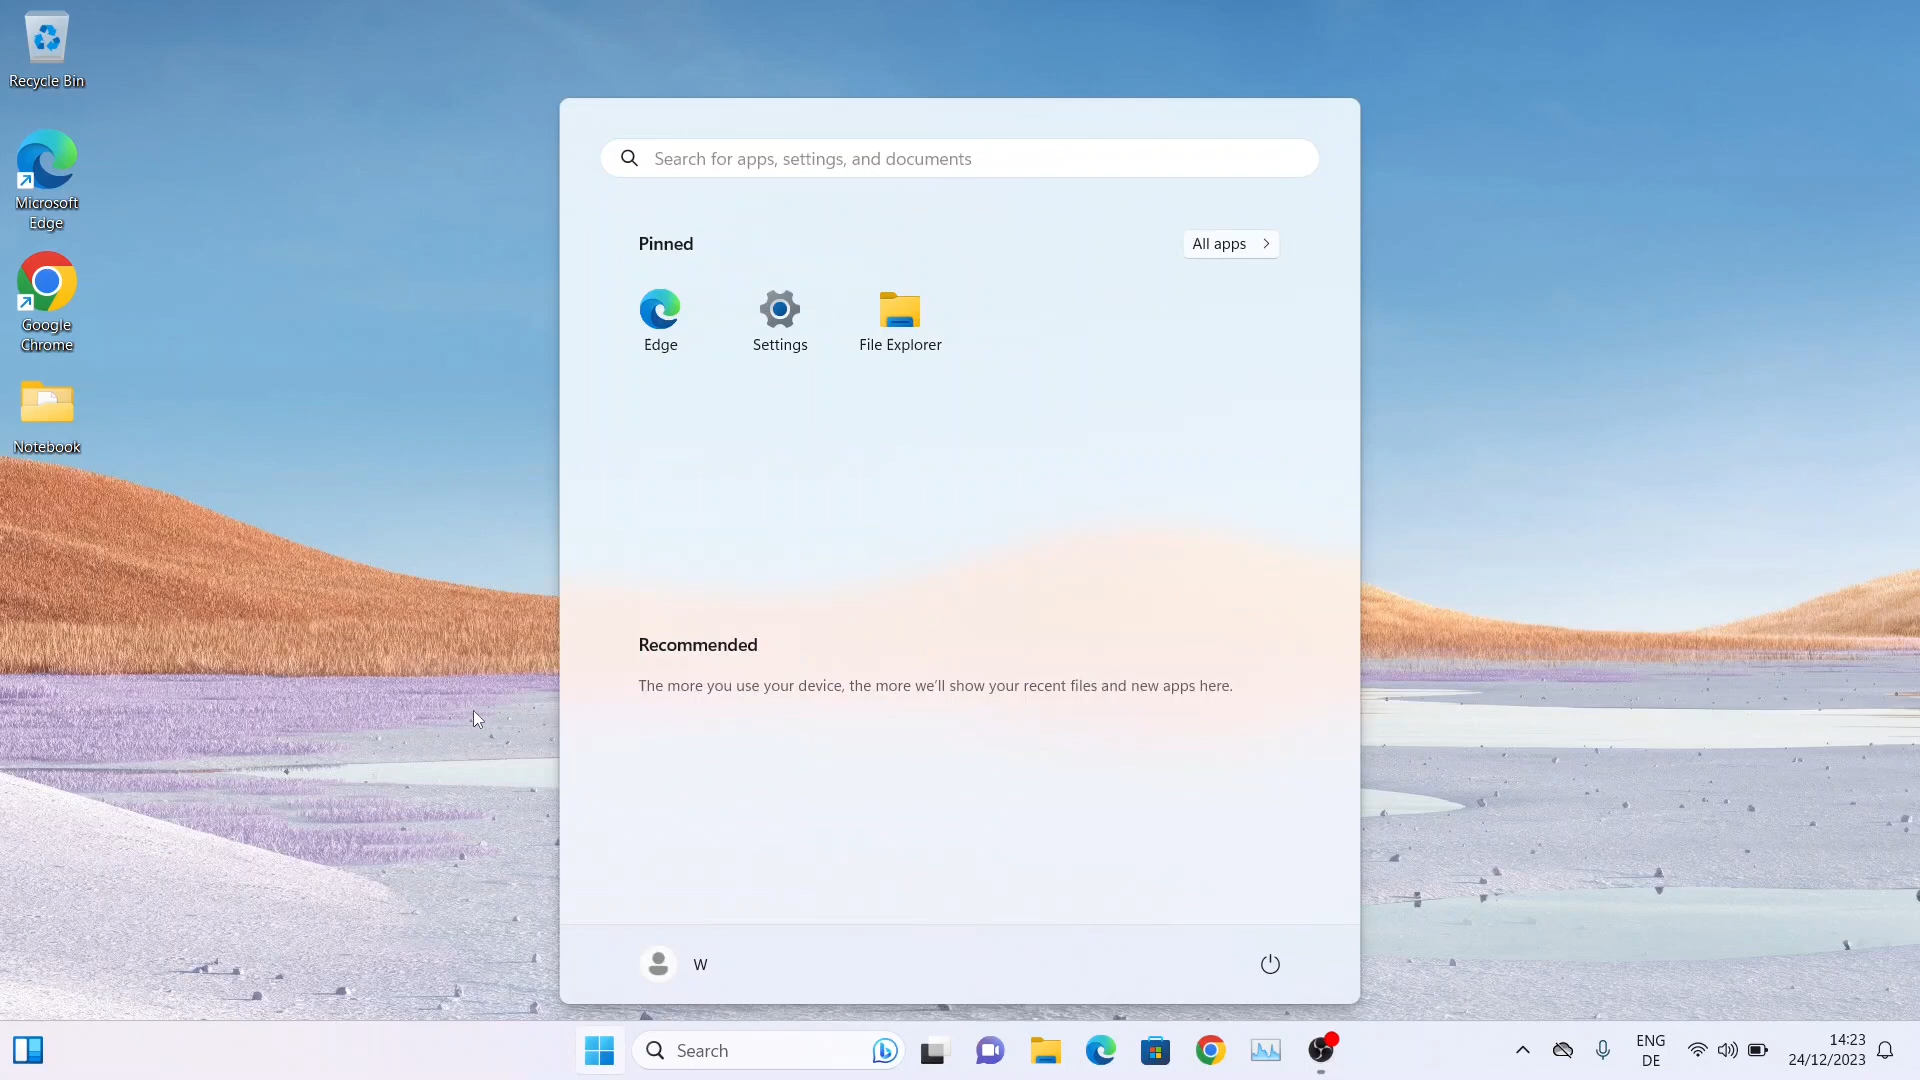 Recycle Bin
Microsoft
Edge
Google
Chrome
Notebook
Search for apps, settings, and documents
Pinned
All apps
Edge
Settings
File Explorer
Recommended
The more you use your device, the more we'll show your recent files and new apps here.
W
Search
ENG
DE
14:23
24/12/2023